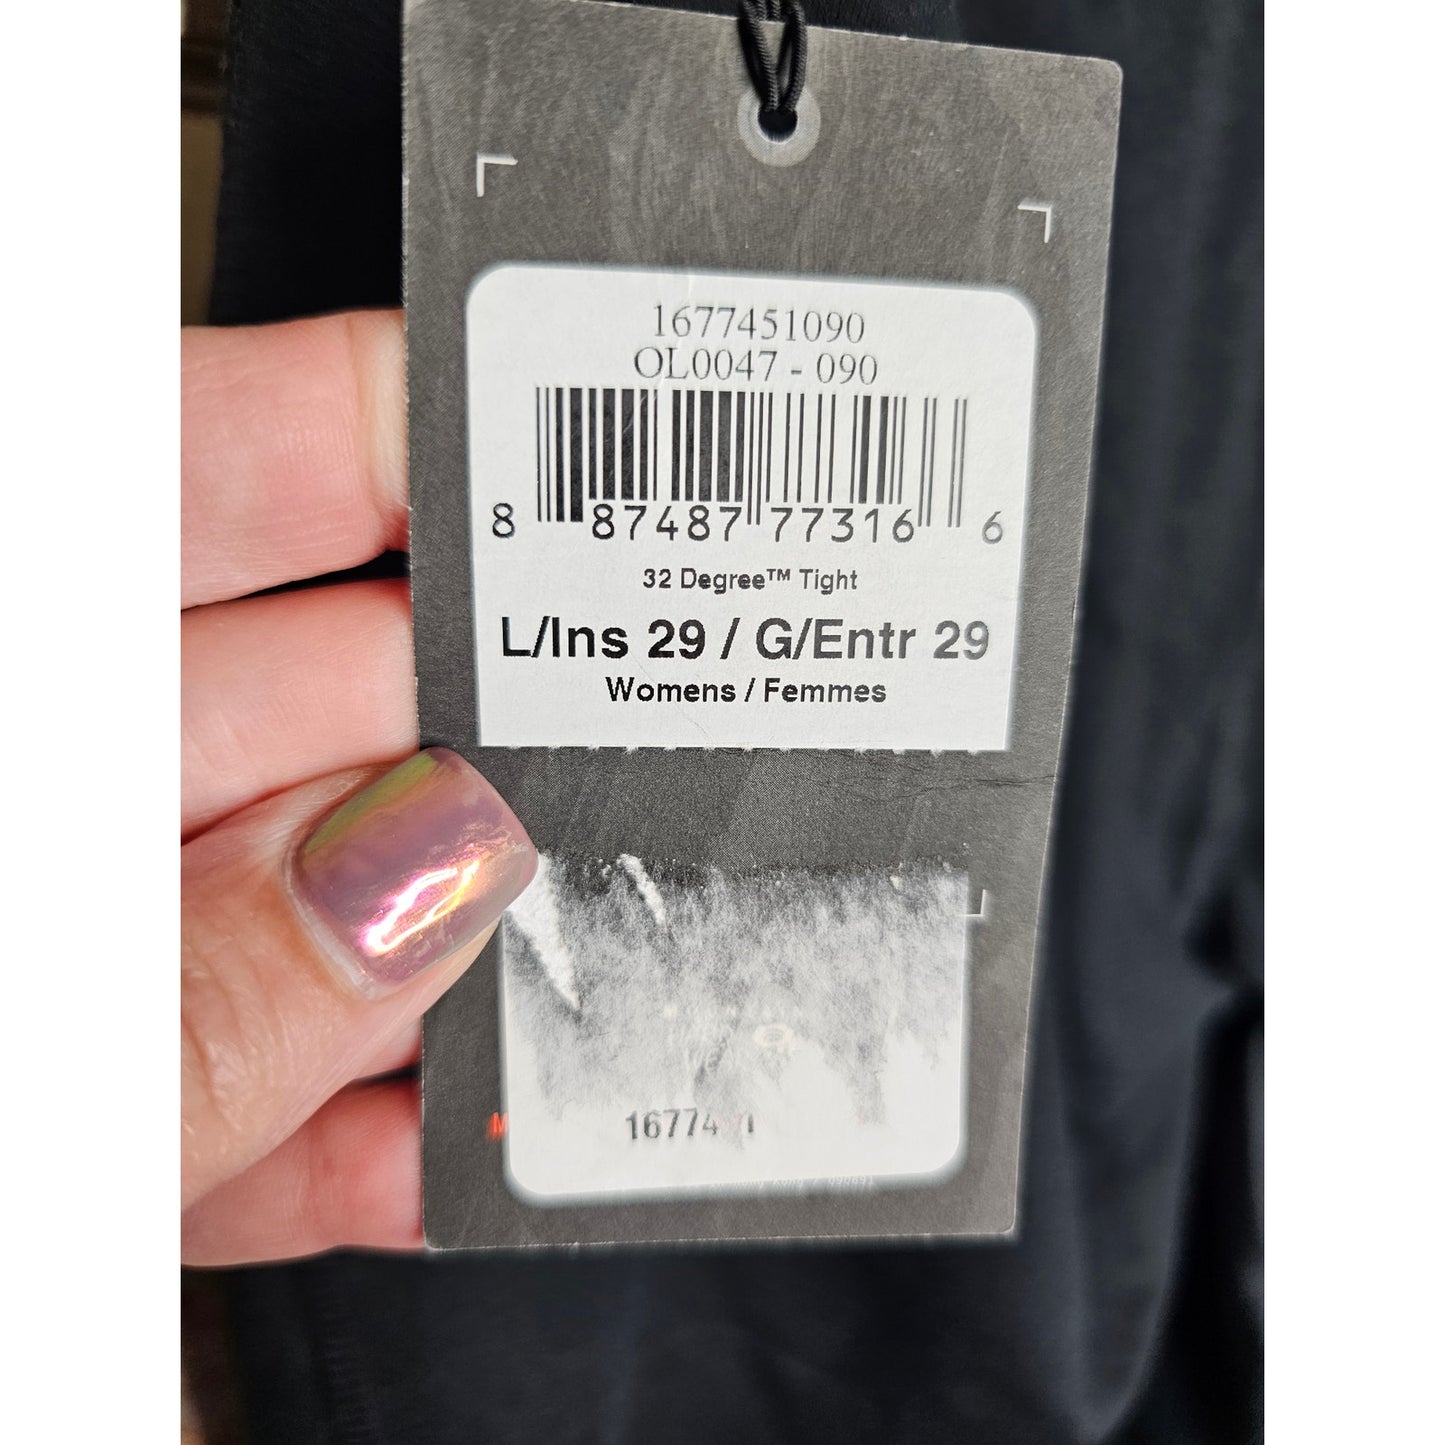 1677451090
OL0047 - 090
8 87487 77316 6
32 Degree™ Tight
L/Ins 29 / G/Entr 29
Womens / Femmes
M